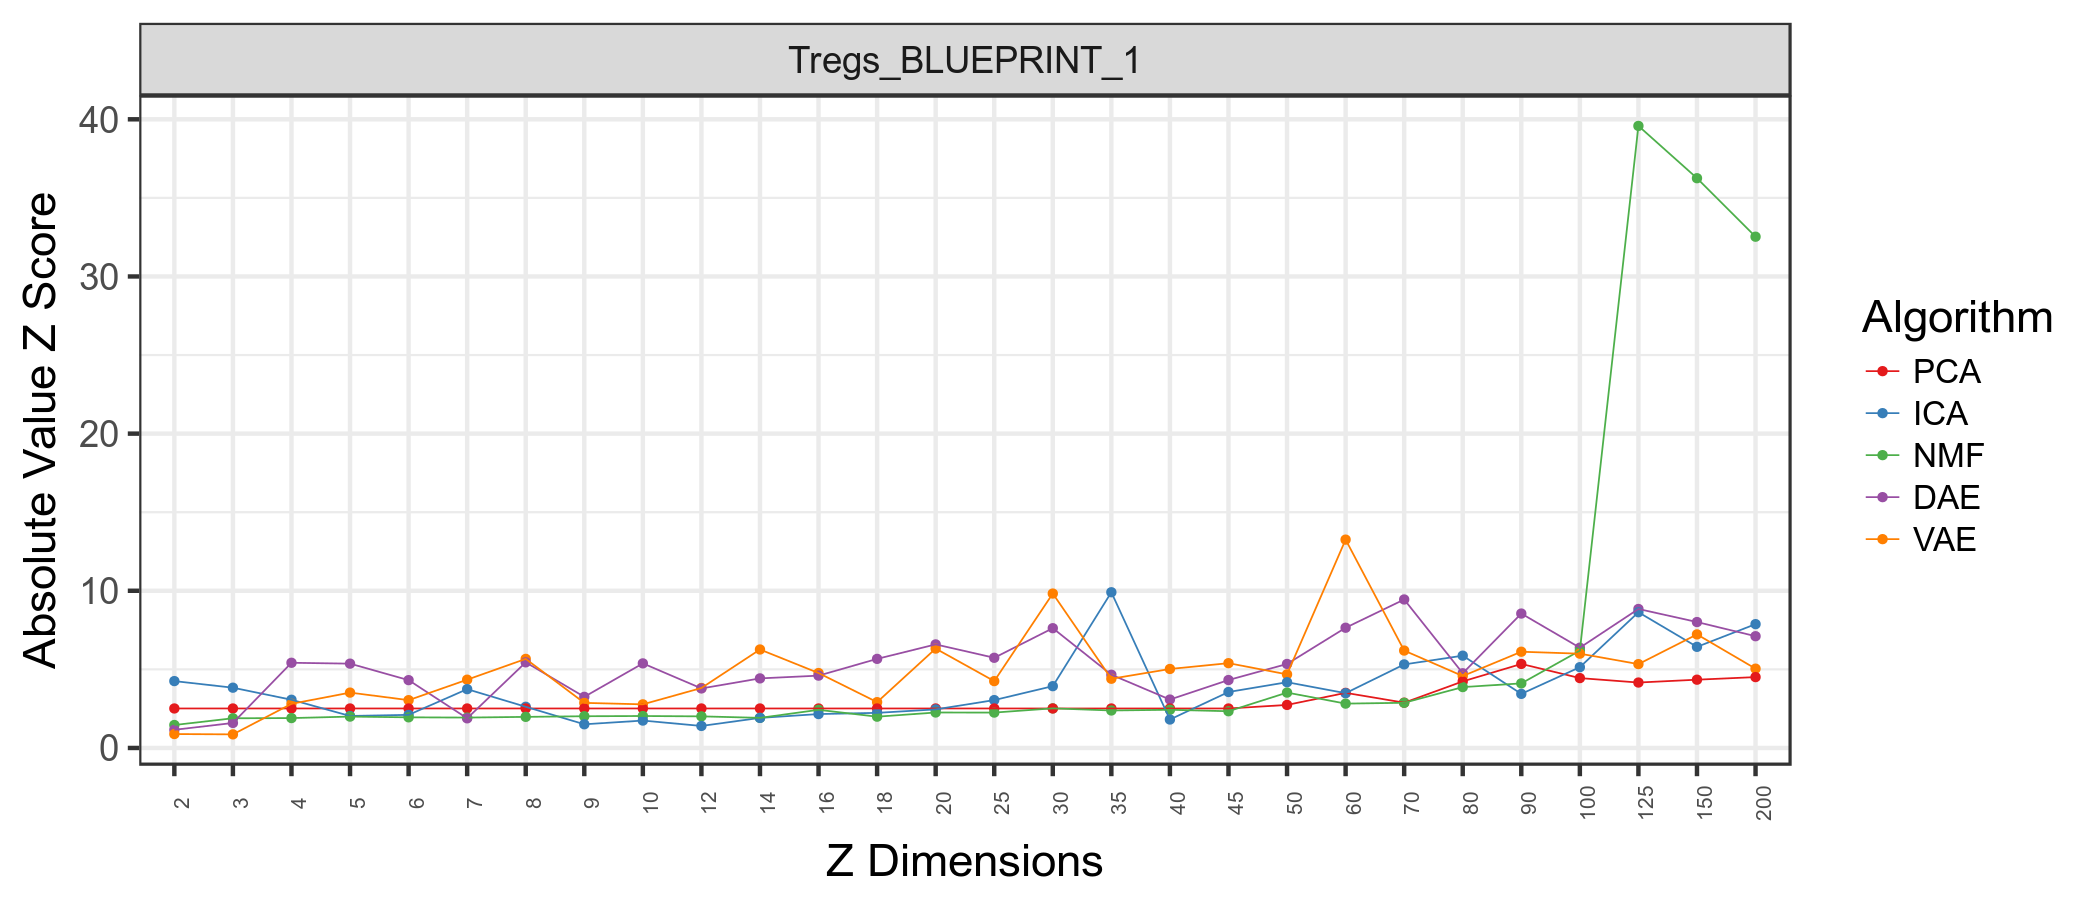 Tregs_BLUEPRINT_1
40
30
20
10
0
Absolute Value Z Score
2 3 4 5 6 7 8 9 10 12 14 16 18 20 25 30 35 40 45 50 60 70 80 90 100 125 150 200
Z Dimensions
Algorithm
PCA
ICA
NMF
DAE
VAE